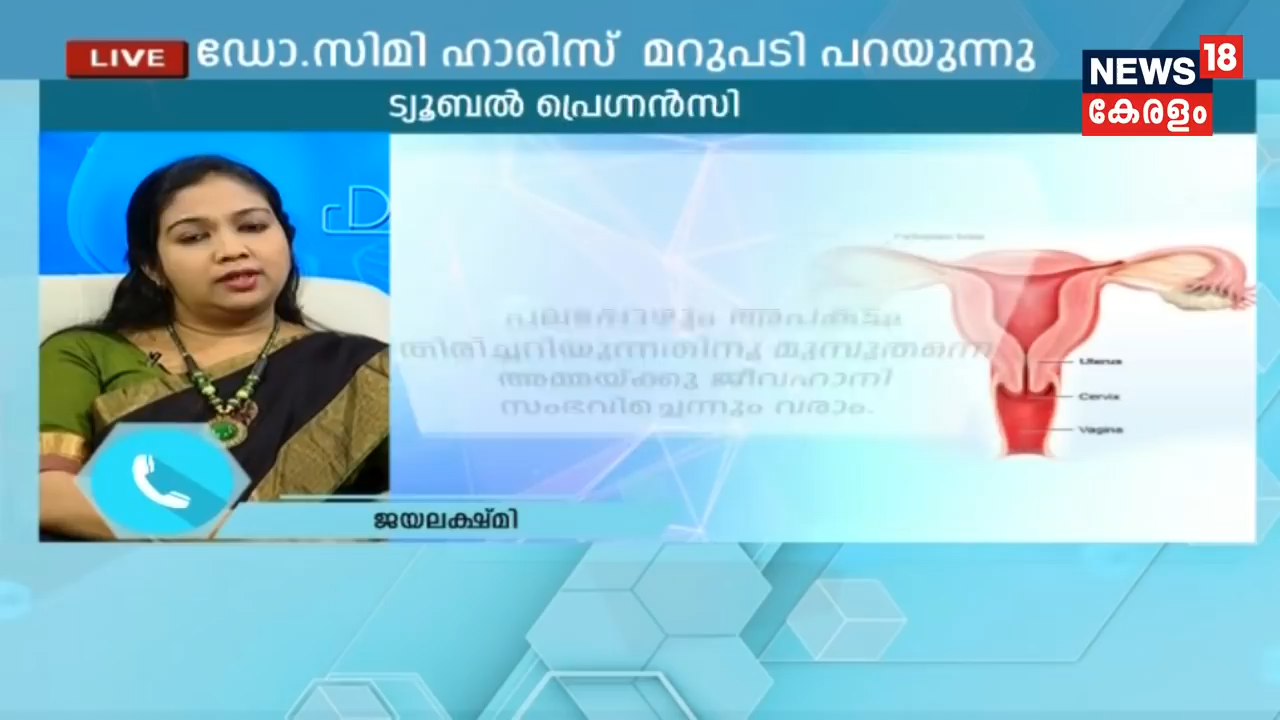 LIVE ഡോ.സിമി ഹാരിസ് മറുപടി പറയുന്നു
NEWS 18
കേരളം
ട്യൂബൽ പ്രെഗ്നൻസി
പലപ്പോഴും അപകടം
തിരിച്ചറിയുന്നതിനു മുമ്പുതന്നെ
അമ്മയ്ക്കു ജീവഹാനി
സംഭവിച്ചെന്നും വരാം.
Uterus
Cervix
Vagina
ജയലക്ഷ്മി